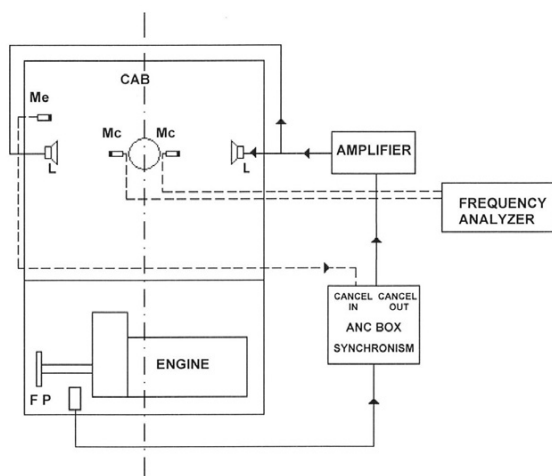 CAB
Me
Mc
Mc
L
L
AMPLIFIER
FREQUENCY
ANALYZER
CANCEL CANCEL
IN OUT
ANC BOX
SYNCHRONISM
ENGINE
F P